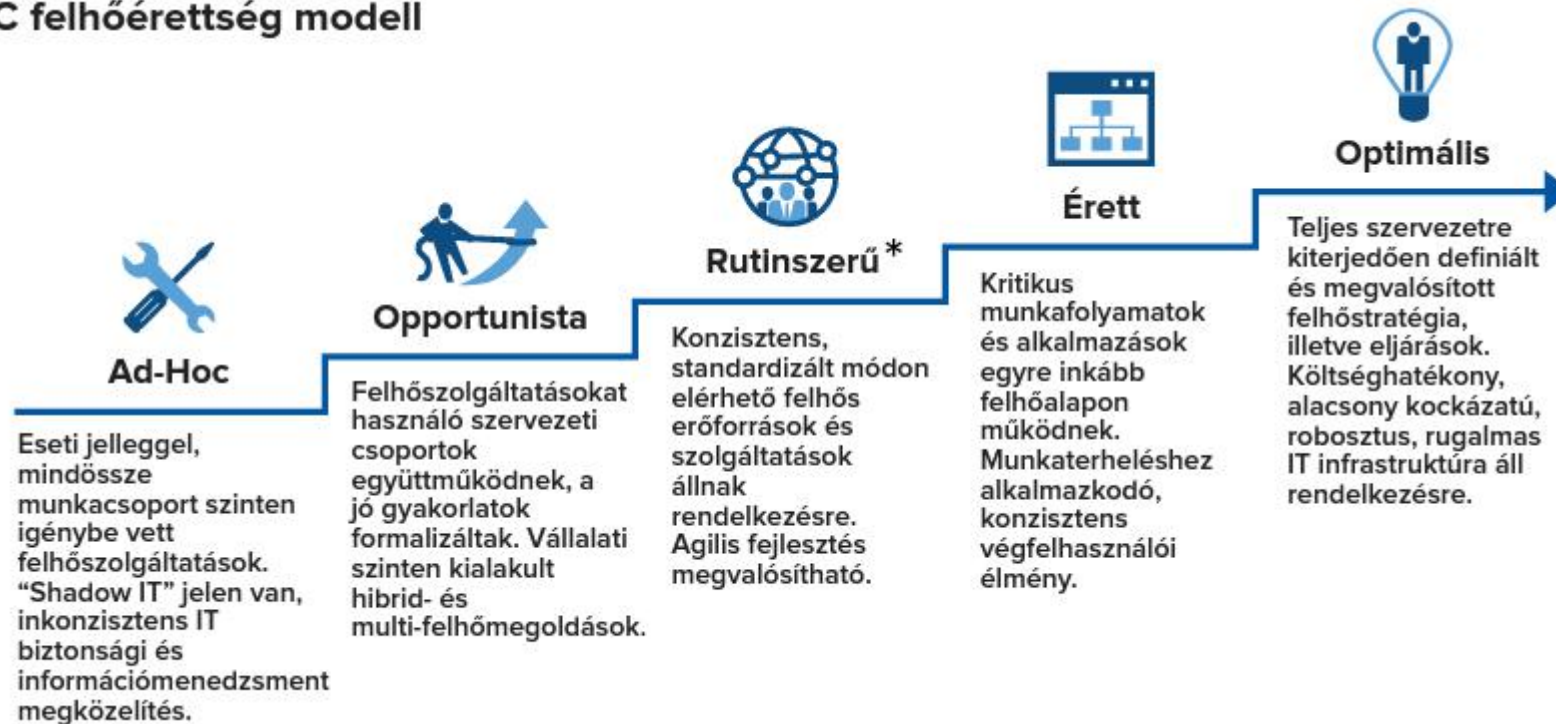 C felhőérettség modell
Ad-Hoc
Eseti jelleggel,
mindössze
munkacsoport szinten
igénybe vett
felhőszolgáltatások.
“Shadow IT” jelen van,
inkonzisztens IT
biztonsági és
információmenedzsment
megközelítés.
Opportunista
Felhőszolgáltatásokat
használó szervezeti
csoportok
együttműködnek, a
jó gyakorlatok
formalizáltak. Vállalati
szinten kialakult
hibrid- és
multi-felhőmegoldások.
Rutinszerű*
Konzisztens,
standardizált módon
elérhető felhős
erőforrások és
szolgáltatások
állnak
rendelkezésre.
Agilis fejlesztés
megvalósítható.
Érett
Kritikus
munkafolyamatok
és alkalmazások
egyre inkább
felhőalapon
működnek.
Munkaterheléshez
alkalmazkodó,
konzisztens
végfelhasználói
élmény.
Optimális
Teljes szervezetre
kiterjedően definiált
és megvalósított
felhőstratégia,
illetve eljárások.
Költséghatékony,
alacsony kockázatú,
robosztus, rugalmas
IT infrastruktúra áll
rendelkezésre.